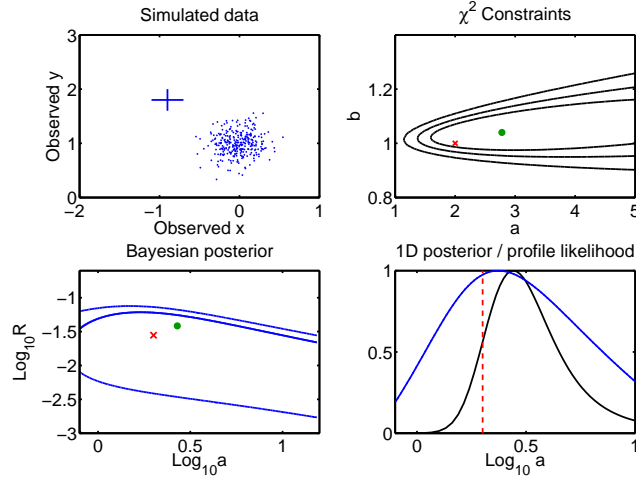 Simulated data
3
2
1
0
−2
−1
0
1
Observed y
Observed x
χ² Constraints
1.2
1
0.8
1
2
3
4
5
b
a
Bayesian posterior
−1
−1.5
−2
−2.5
−3
0
0.5
1
Log₁₀R
Log₁₀a
1D posterior / profile likelihood
1
0.5
0
0
0.5
1
Log₁₀ a